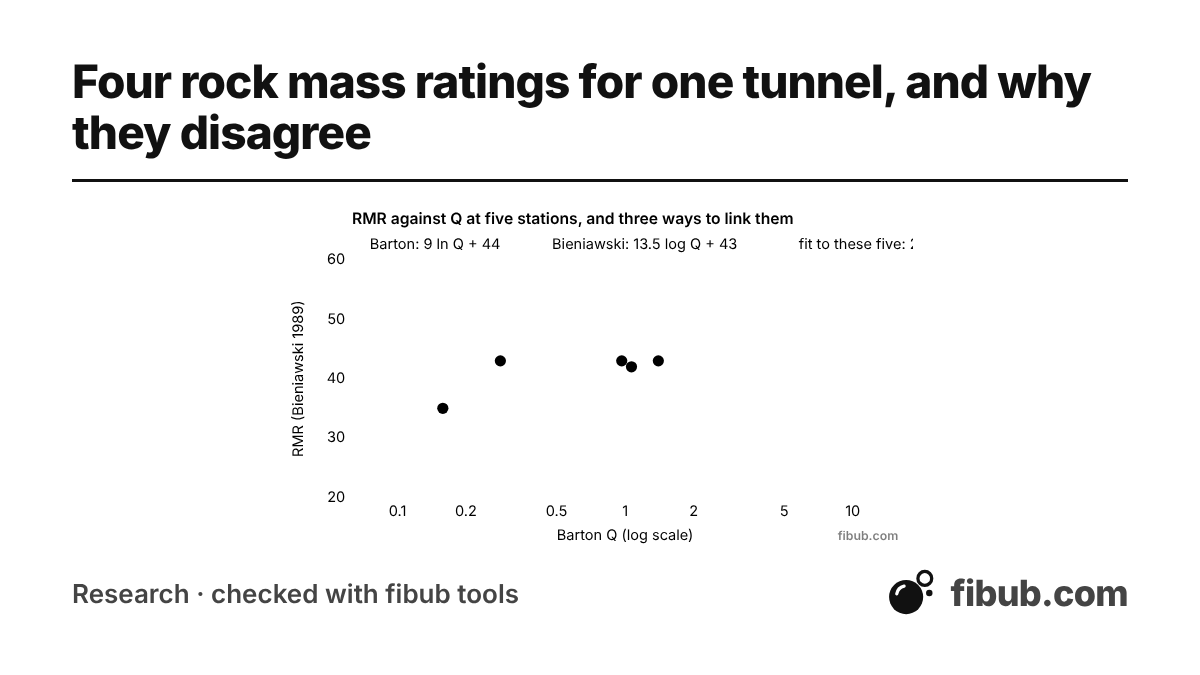 Four rock mass ratings for one tunnel, and why
they disagree
RMR against Q at five stations, and three ways to link them
Barton: 9 ln Q + 44
Bieniawski: 13.5 log Q + 43
fit to these five:
60
50
40
30
20
RMR (Bieniawski 1989)
0.1 0.2 0.5 1 2 5 10
Barton Q (log scale)
fibub.com
Research · checked with fibub tools
fibub.com